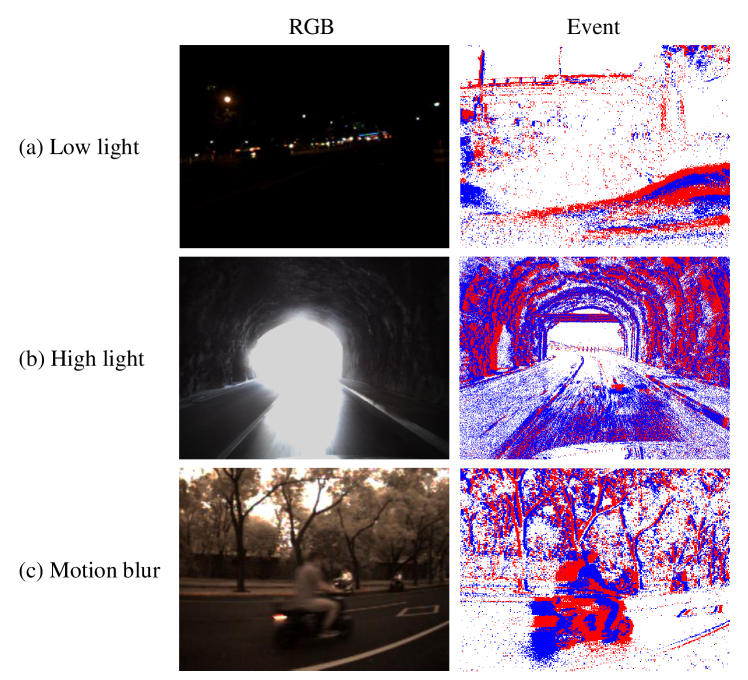 RGB
Event
(a) Low light
(b) High light
(c) Motion blur